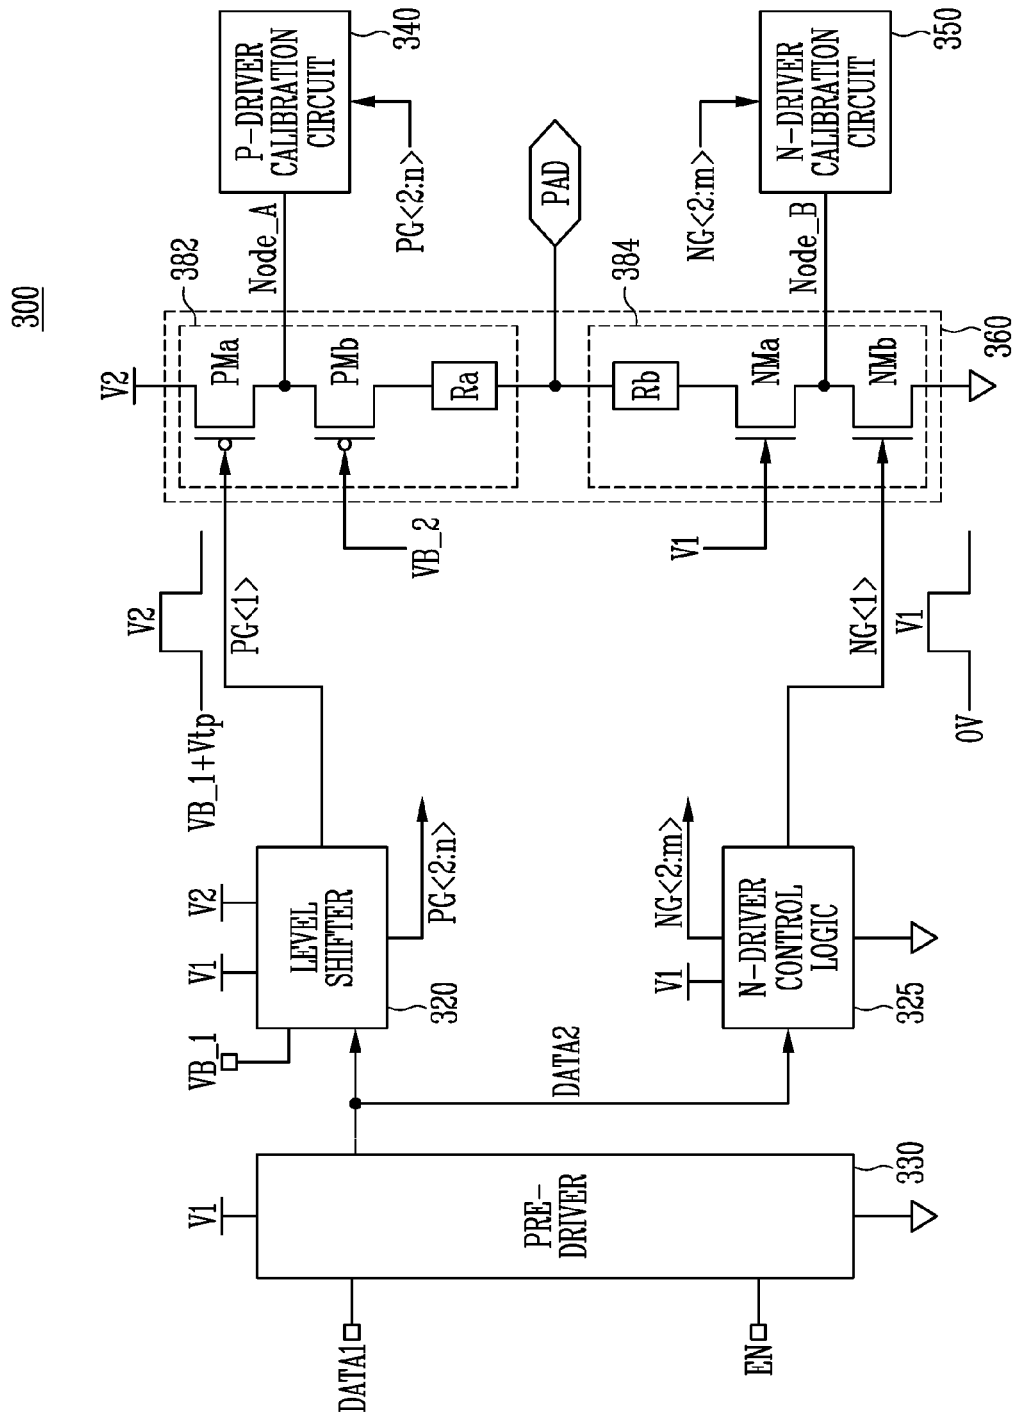 300
DATA1
EN
V1
PRE-
DRIVER
330
DATA2
VB_1
V1
V2
LEVEL
SHIFTER
320
PG<2:n>
VB_1+Vtp
V2
PG<1>
V1
NG<2:m>
N-DRIVER
CONTROL
LOGIC
325
NG<1>
0V
V1
V2
382
PMa
PMb
VB_2
Ra
Node_A
P-DRIVER
CALIBRATION
CIRCUIT
340
PG<2:n>
PAD
384
Rb
V1
NMa
NMb
360
Node_B
NG<2:m>
N-DRIVER
CALIBRATION
CIRCUIT
350